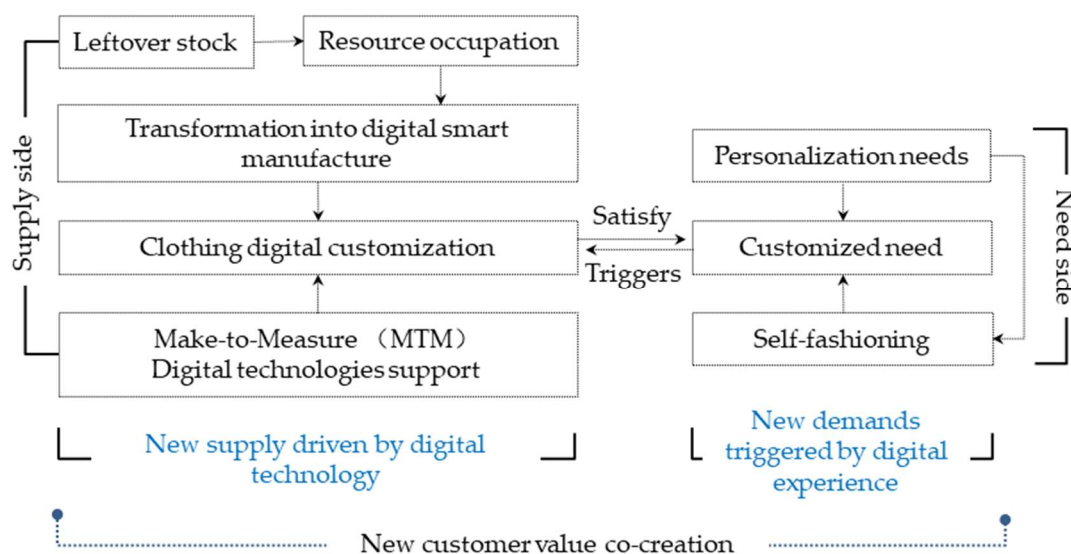 Leftover stock
Resource occupation
Transformation into digital smart
manufacture
Personalization needs
Supply side
Clothing digital customization
Satisfy
Triggers
Customized need
Need side
Make-to-Measure （MTM）
Digital technologies support
Self-fashioning
New supply driven by digital
technology
New demands
triggered by digital
experience
New customer value co-creation